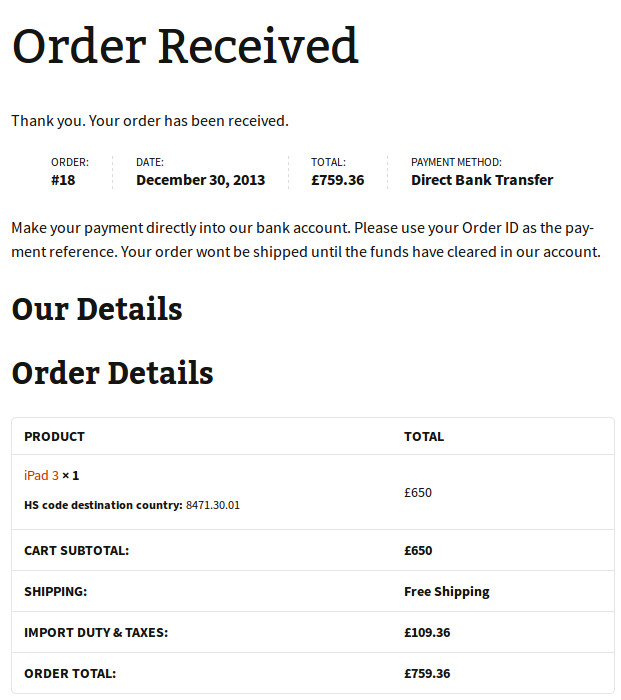 Order Received
Thank you. Your order has been received.
ORDER: DATE: TOTAL: PAYMENT METHOD:
#18 December 30, 2013 £759.36 Direct Bank Transfer
Make your payment directly into our bank account. Please use your Order ID as the pay-
ment reference. Your order wont be shipped until the funds have cleared in our account.
Our Details
Order Details
PRODUCT TOTAL
iPad 3 × 1
£650
HS code destination country: 8471.30.01
CART SUBTOTAL: £650
SHIPPING: Free Shipping
IMPORT DUTY & TAXES: £109.36
ORDER TOTAL: £759.36